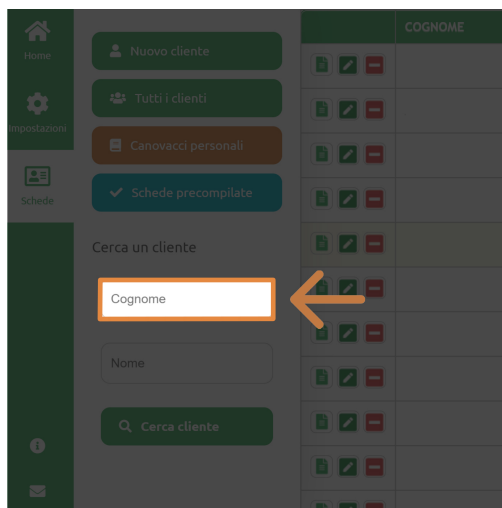 Home
Impostazioni
Schede
Nuovo cliente
Tutti i clienti
Canovacci personali
Schede precompilate
Cerca un cliente
Cognome
Nome
Cerca cliente
COGNOME